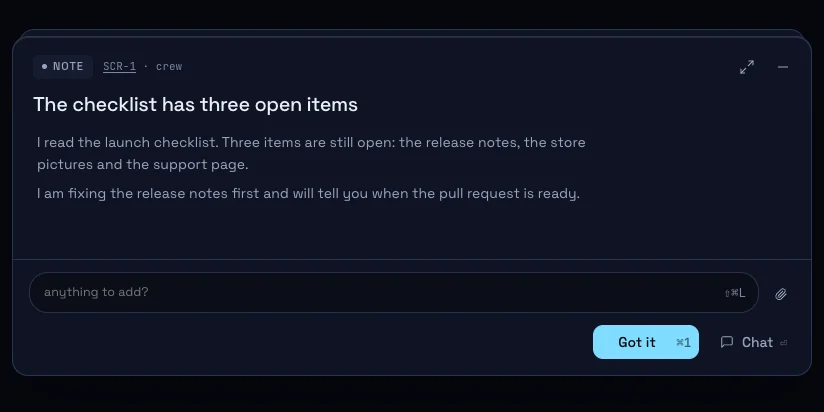 NOTE SCR-1 · crew
The checklist has three open items
I read the launch checklist. Three items are still open: the release notes, the store
pictures and the support page.
I am fixing the release notes first and will tell you when the pull request is ready.
anything to add? ⇧⌘L
Got it ⌘1 Chat ⏎